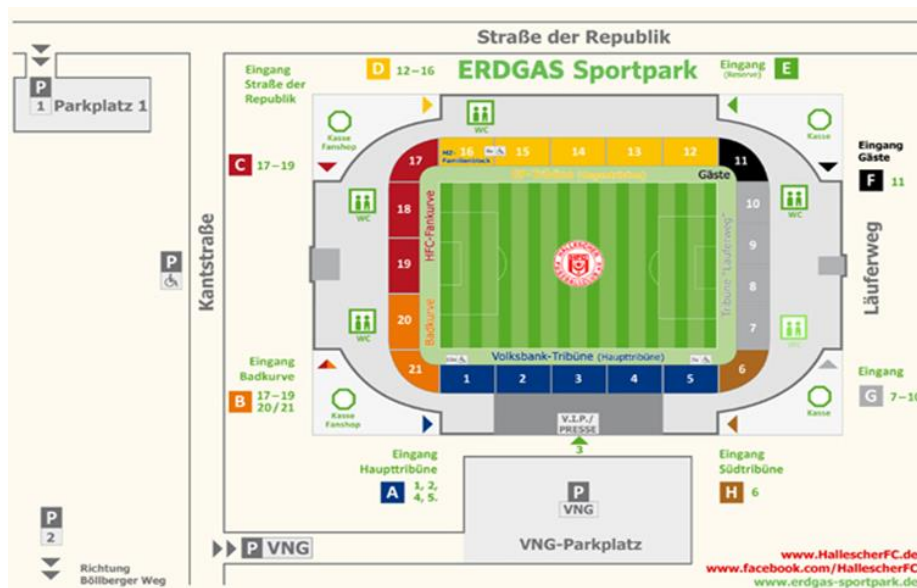 Straße der Republik
P
1
Parkplatz 1
Eingang
Straße der
Republik
D 12–16
ERDGAS Sportpark
Eingang
(Reserve)
E
Kasse
Fanshop
WC
Kasse
C 17–19
17
16
15
14
13
12
11
Gäste
Eingang
Gäste
F 11
WC
18
HFC-Fankurve
10
WC
19
9
Tribüne "Läuferweg"
8
P
Kantstraße
Läuferweg
HALLESCHER
20
Badkurve
7
WC
WC
Volksbank-Tribüne (Haupttribüne)
21
1
2
3
4
5
6
Eingang
Badkurve
B 17–19
20/21
Kasse
Fanshop
V.I.P./
PRESSE
3
Kasse
Eingang
G 7–10
Eingang
Haupttribüne
A 1, 2,
4, 5.
Eingang
Südtribüne
H 6
P
VNG
VNG-Parkplatz
P
2
P VNG
Richtung
Böllberger Weg
www.HallescherFC.de
www.facebook.com/HallescherFC
www.erdgas-sportpark.de